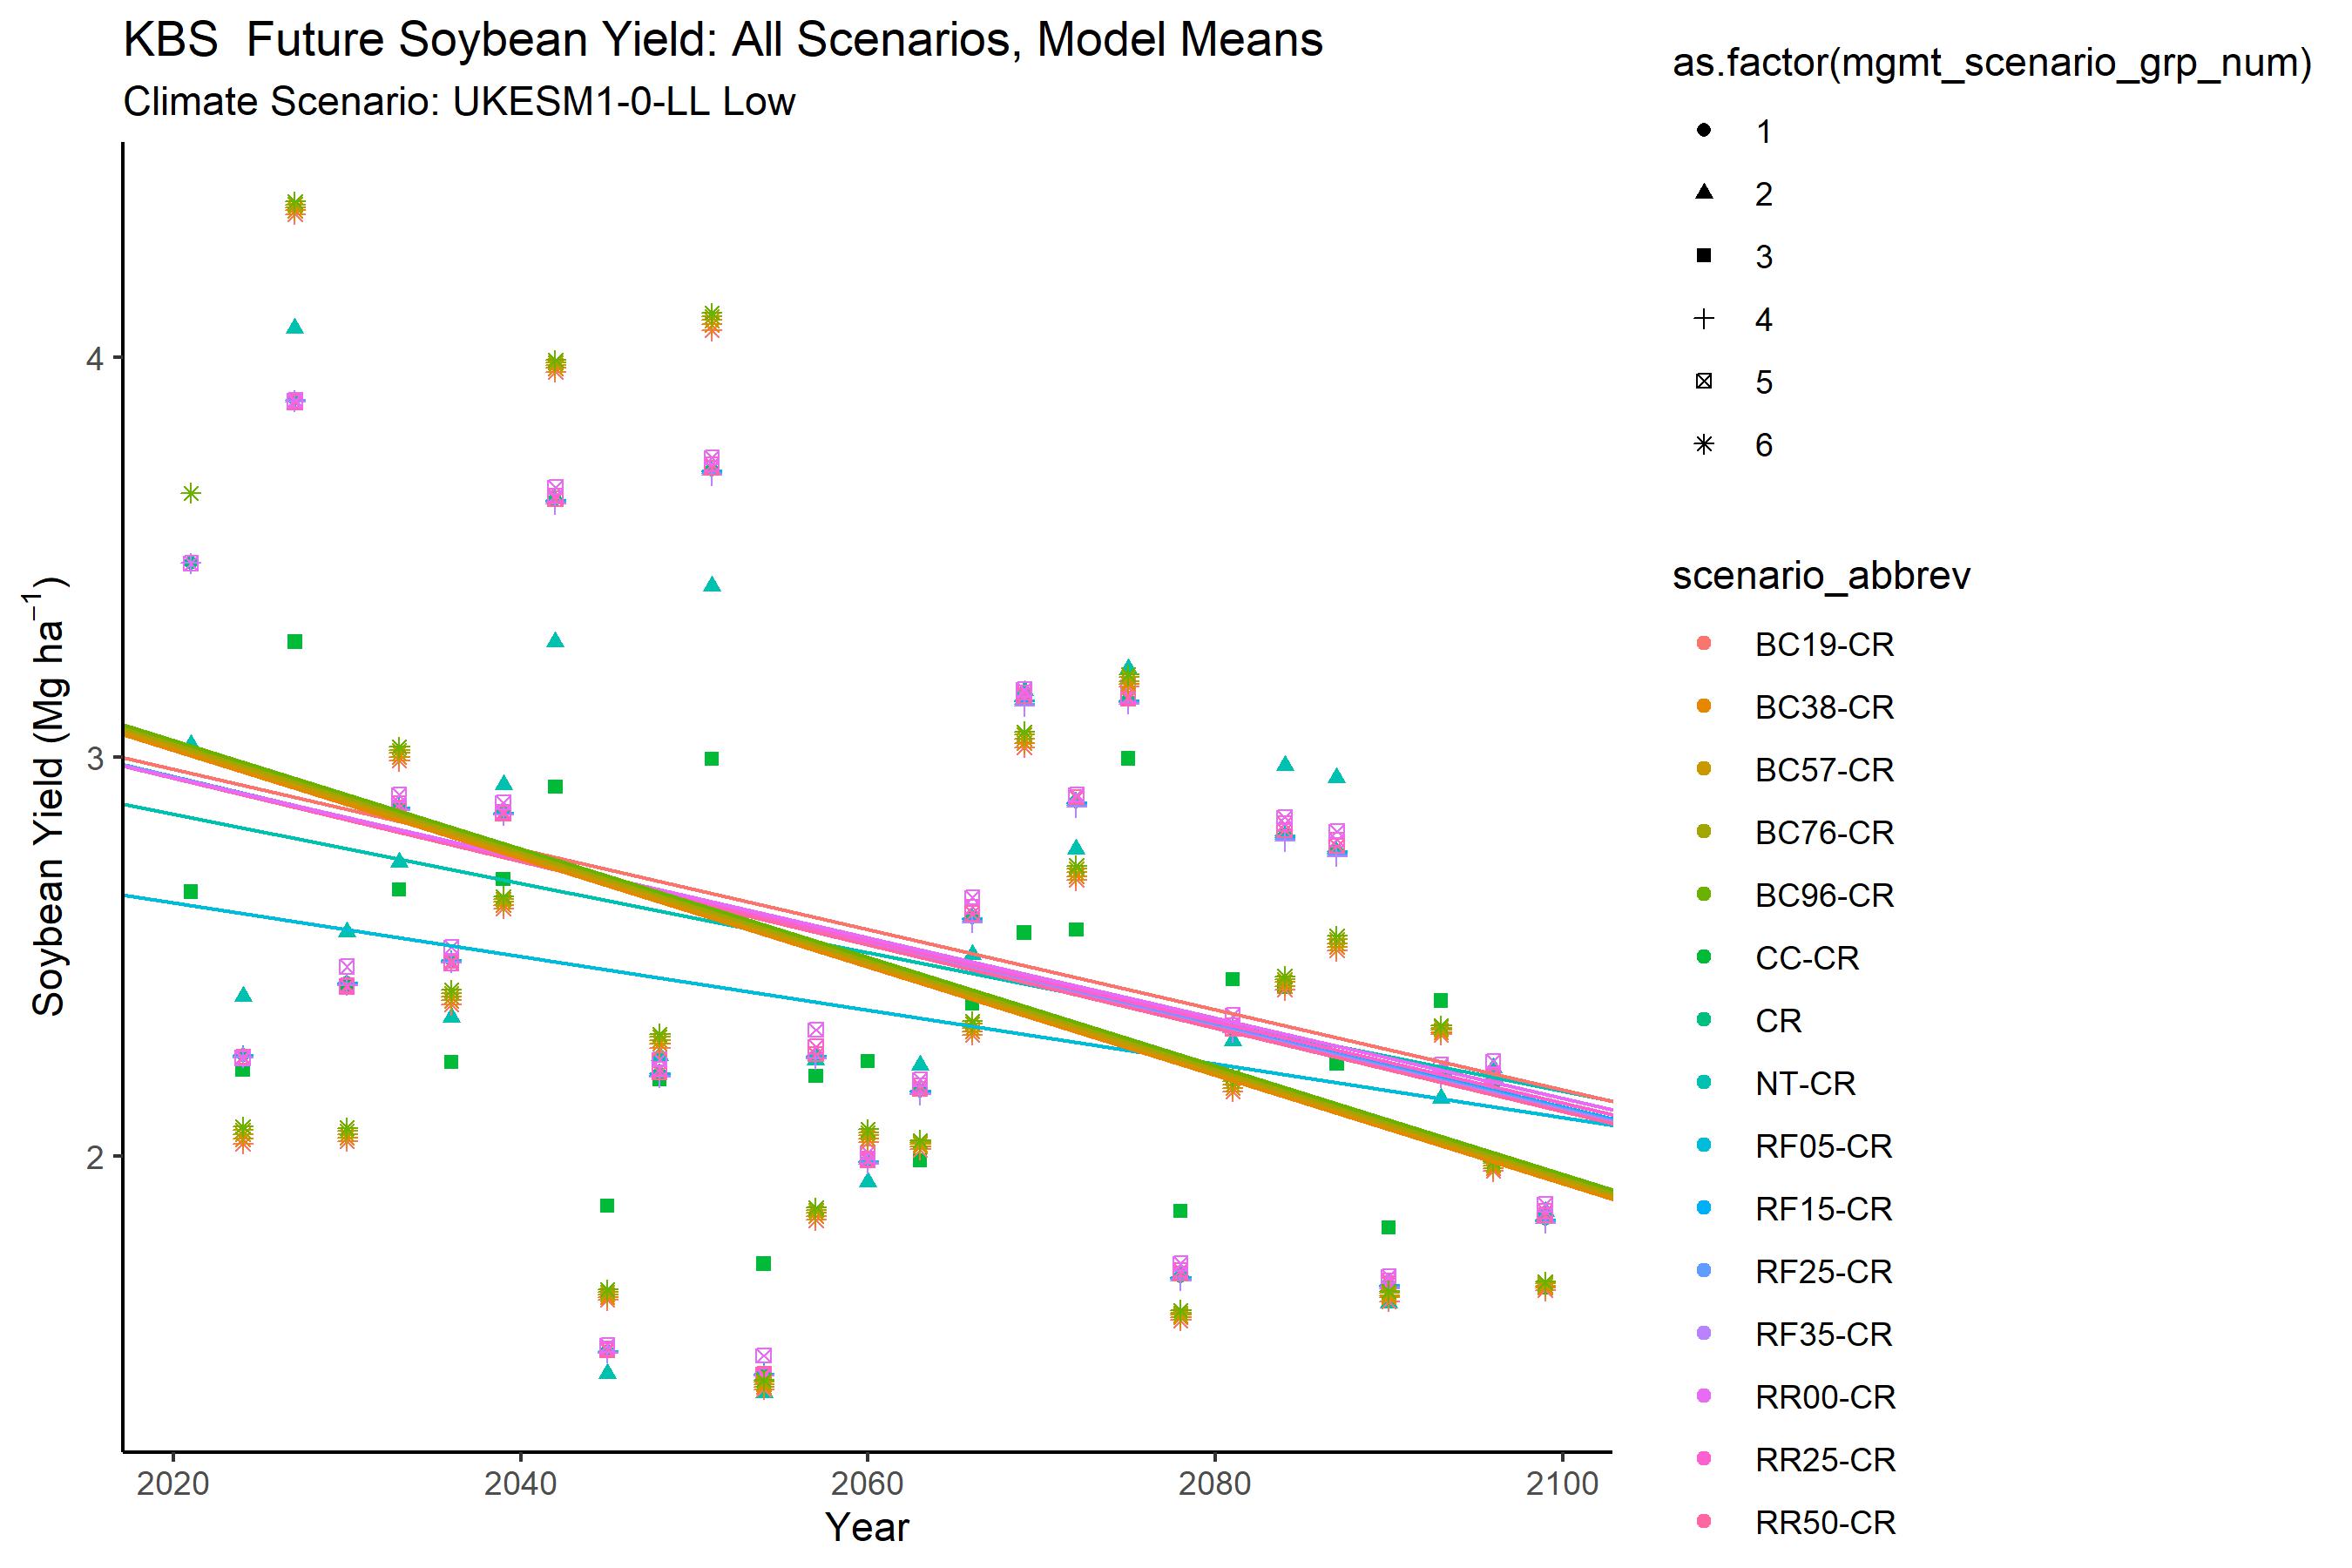 KBS  Future Soybean Yield: All Scenarios, Model Means
Climate Scenario: UKESM1-0-LL Low
Soybean Yield (Mg ha⁻¹)
4
3
2
2020
2040
2060
2080
2100
Year
as.factor(mgmt_scenario_grp_num)
1
2
3
4
5
6
scenario_abbrev
BC19-CR
BC38-CR
BC57-CR
BC76-CR
BC96-CR
CC-CR
CR
NT-CR
RF05-CR
RF15-CR
RF25-CR
RF35-CR
RR00-CR
RR25-CR
RR50-CR